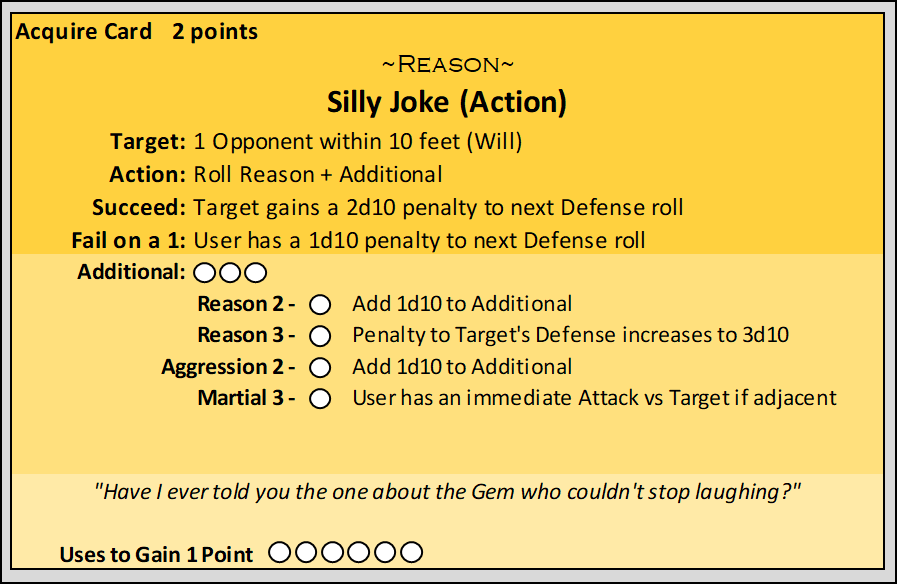 Acquire Card 2 points
~REASON~
Silly Joke (Action)
Target: 1 Opponent within 10 feet (Will)
Action: Roll Reason + Additional
Succeed: Target gains a 2d10 penalty to next Defense roll
Fail on a 1: User has a 1d10 penalty to next Defense roll
Additional:
Reason 2 - Add 1d10 to Additional
Reason 3 - Penalty to Target's Defense increases to 3d10
Aggression 2 - Add 1d10 to Additional
Martial 3 - User has an immediate Attack vs Target if adjacent
"Have I ever told you the one about the Gem who couldn't stop laughing?"
Uses to Gain 1 Point